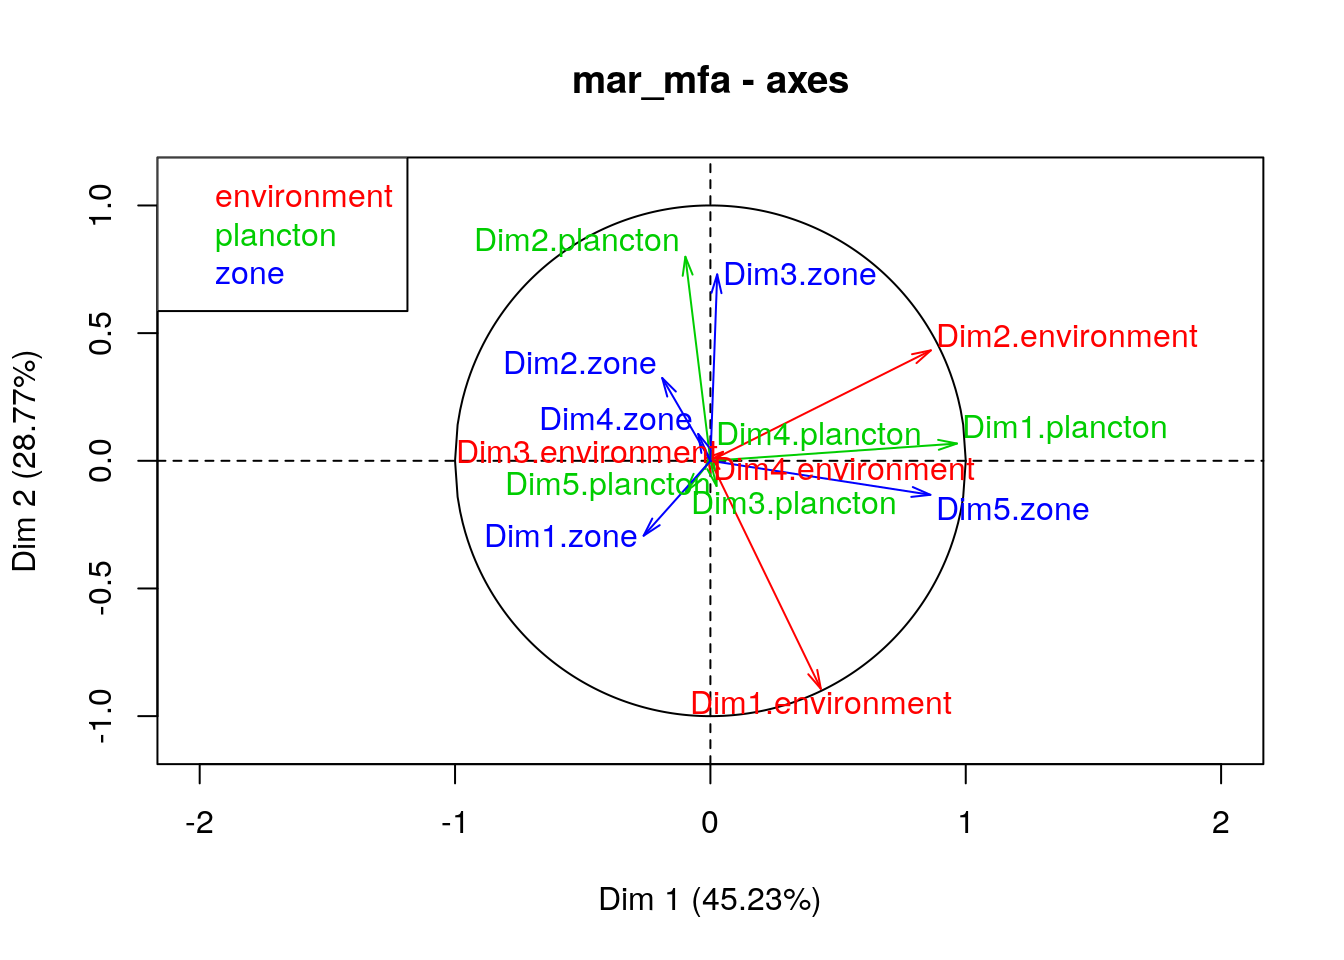 mar_mfa - axes
environment
plancton
zone
Dim2.plancton
Dim3.zone
Dim2.environment
Dim2.zone
Dim4.zone
Dim4.plancton
Dim1.plancton
Dim3.environment
Dim4.environment
Dim5.plancton
Dim3.plancton
Dim5.zone
Dim1.zone
Dim1.environment
1.0
0.5
0.0
-0.5
-1.0
Dim 2 (28.77%)
-2 -1 0 1 2
Dim 1 (45.23%)